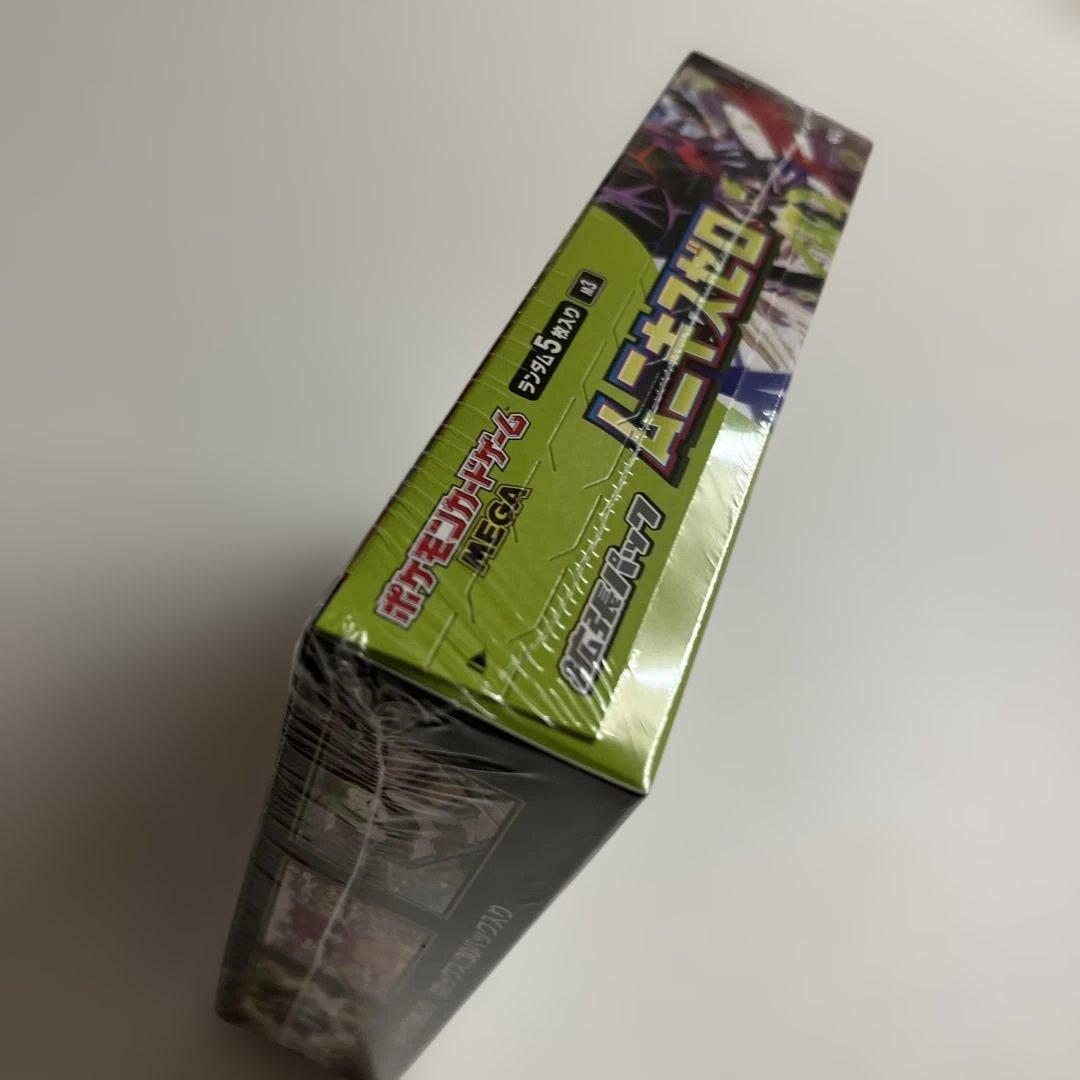 ポケモンカードゲーム
MEGA
ランダム5枚入り M3
拡張パック
ムニキスゼロ